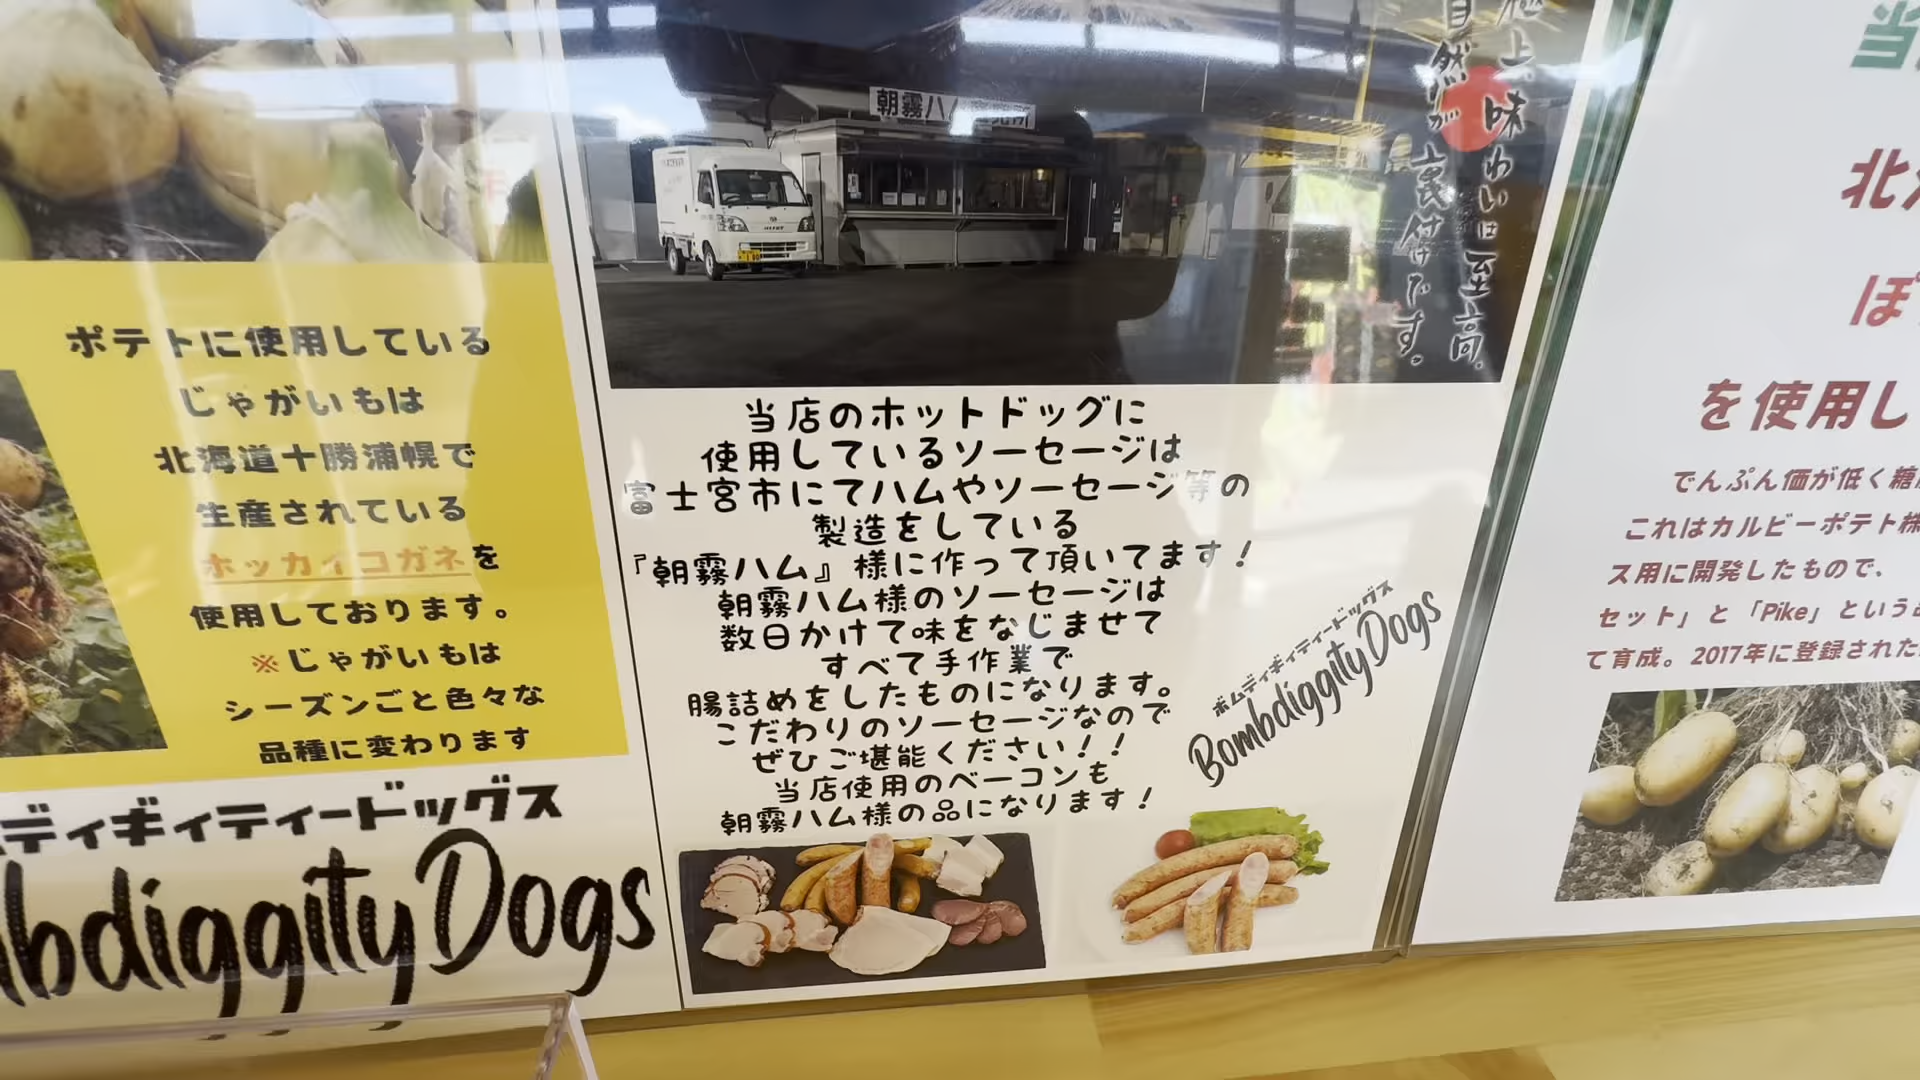 ポテトに使用している
じゃがいもは
北海道十勝浦幌で
生産されている
ホッカイコガネを
使用しております。
※じゃがいもは
シーズンごと色々な
品種に変わります
ディギィティードッグス
bdiggity Dogs
朝霧ハム
上味わいは至高。
自然が裏付けです。
当店のホットドッグに
使用しているソーセージは
富士宮市にてハムやソーセージ等の
製造をしている
『朝霧ハム』様に作って頂いてます!
朝霧ハム様のソーセージは
数日かけて味をなじませて
すべて手作業で
腸詰めをしたものになります。
こだわりのソーセージなので
ぜひご堪能ください!!
当店使用のベーコンも
朝霧ハム様の品になります!
ボムディギィティードッグス
Bombdiggity Dogs
当
北
ぽ
を使用し
でんぷん価が低く糖
これはカルビーポテト株
ス用に開発したもので、
セット」と「Pike」という
て育成。2017年に登録された